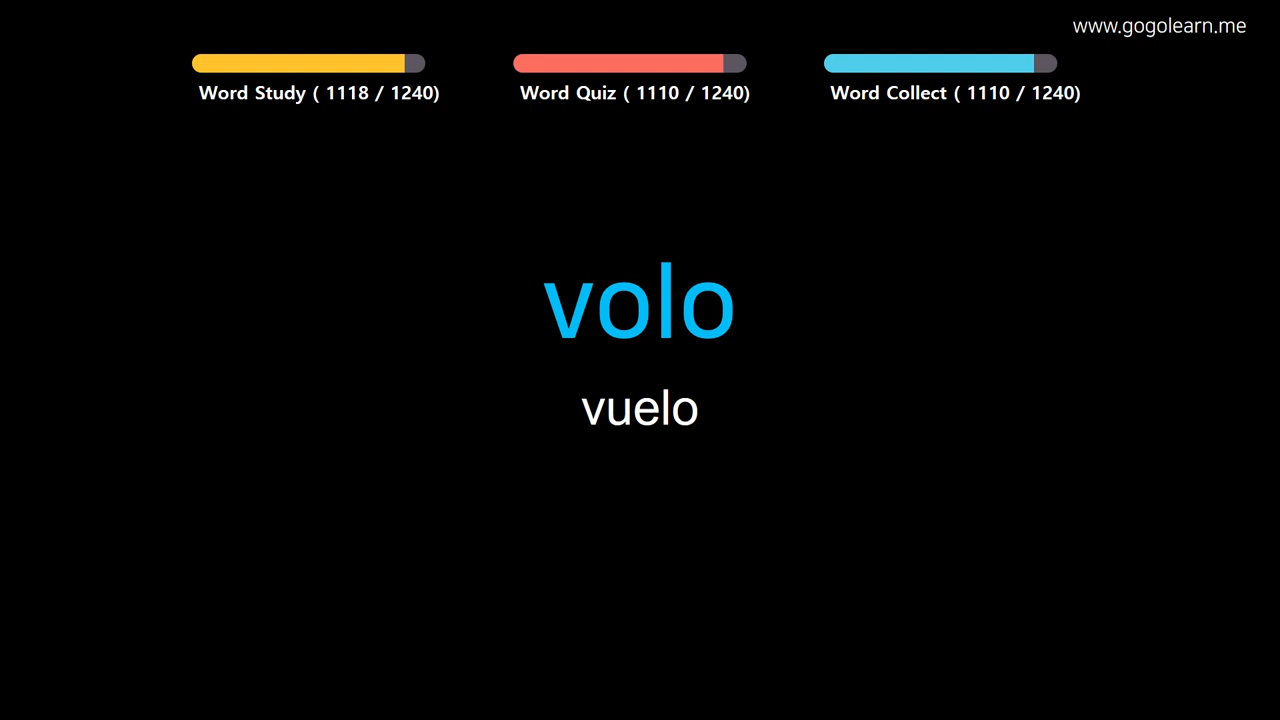 www.gogolearn.me
Word Study ( 1118 / 1240)
Word Quiz ( 1110 / 1240)
Word Collect ( 1110 / 1240)
volo
vuelo